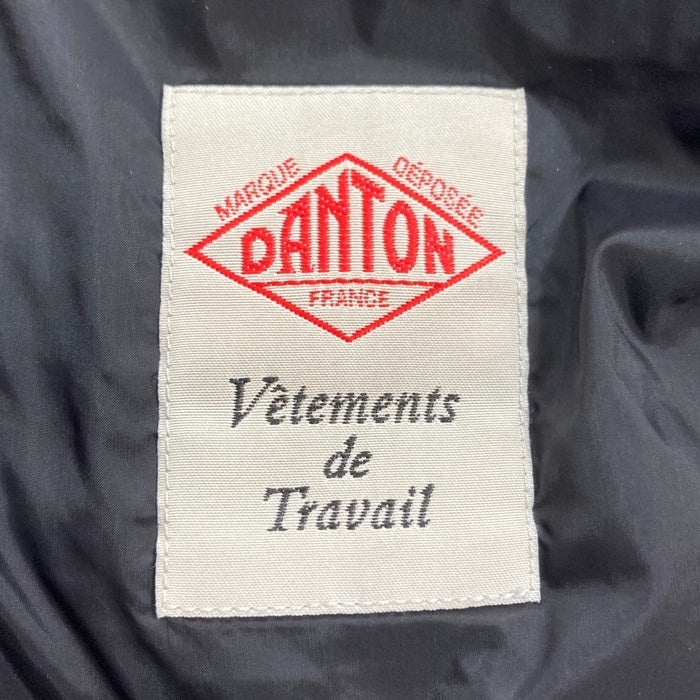 MARQUE DÉPOSÉE
DANTON
FRANCE
Vêtements
de
Travail